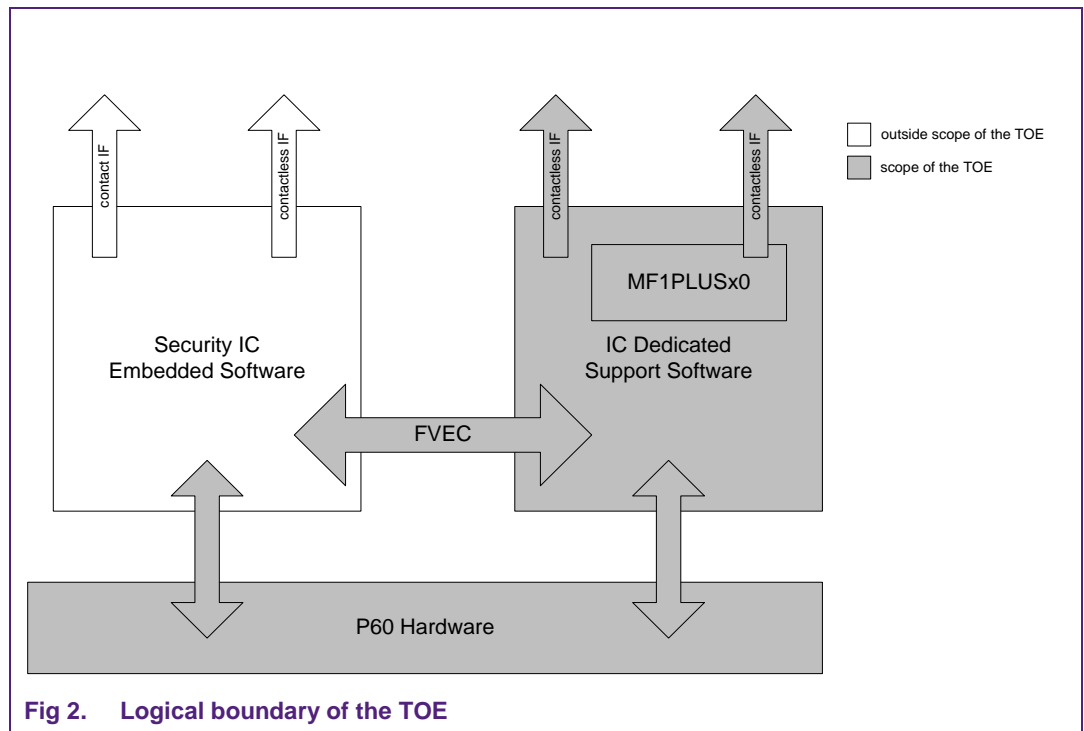 contact IF
contactless IF
contactless IF
contactless IF
outside scope of the TOE
scope of the TOE
MF1PLUSx0
Security IC
Embedded Software
IC Dedicated
Support Software
FVEC
P60 Hardware
Fig 2. Logical boundary of the TOE